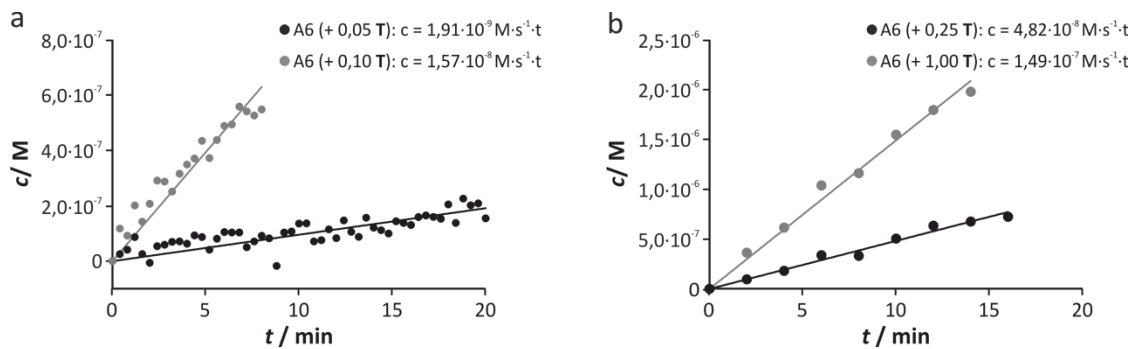 a
A6 (+ 0,05 T): c = 1,91·10⁻⁹ M·s⁻¹·t
A6 (+ 0,10 T): c = 1,57·10⁻⁸ M·s⁻¹·t
8,0·10⁻⁷
6,0·10⁻⁷
4,0·10⁻⁷
2,0·10⁻⁷
0
c/ M
0 5 10 15 20
t / min
b
A6 (+ 0,25 T): c = 4,82·10⁻⁸ M·s⁻¹·t
A6 (+ 1,00 T): c = 1,49·10⁻⁷ M·s⁻¹·t
2,5·10⁻⁶
2,0·10⁻⁶
1,5·10⁻⁶
1,0·10⁻⁶
5,0·10⁻⁷
0
c/ M
0 5 10 15 20
t / min